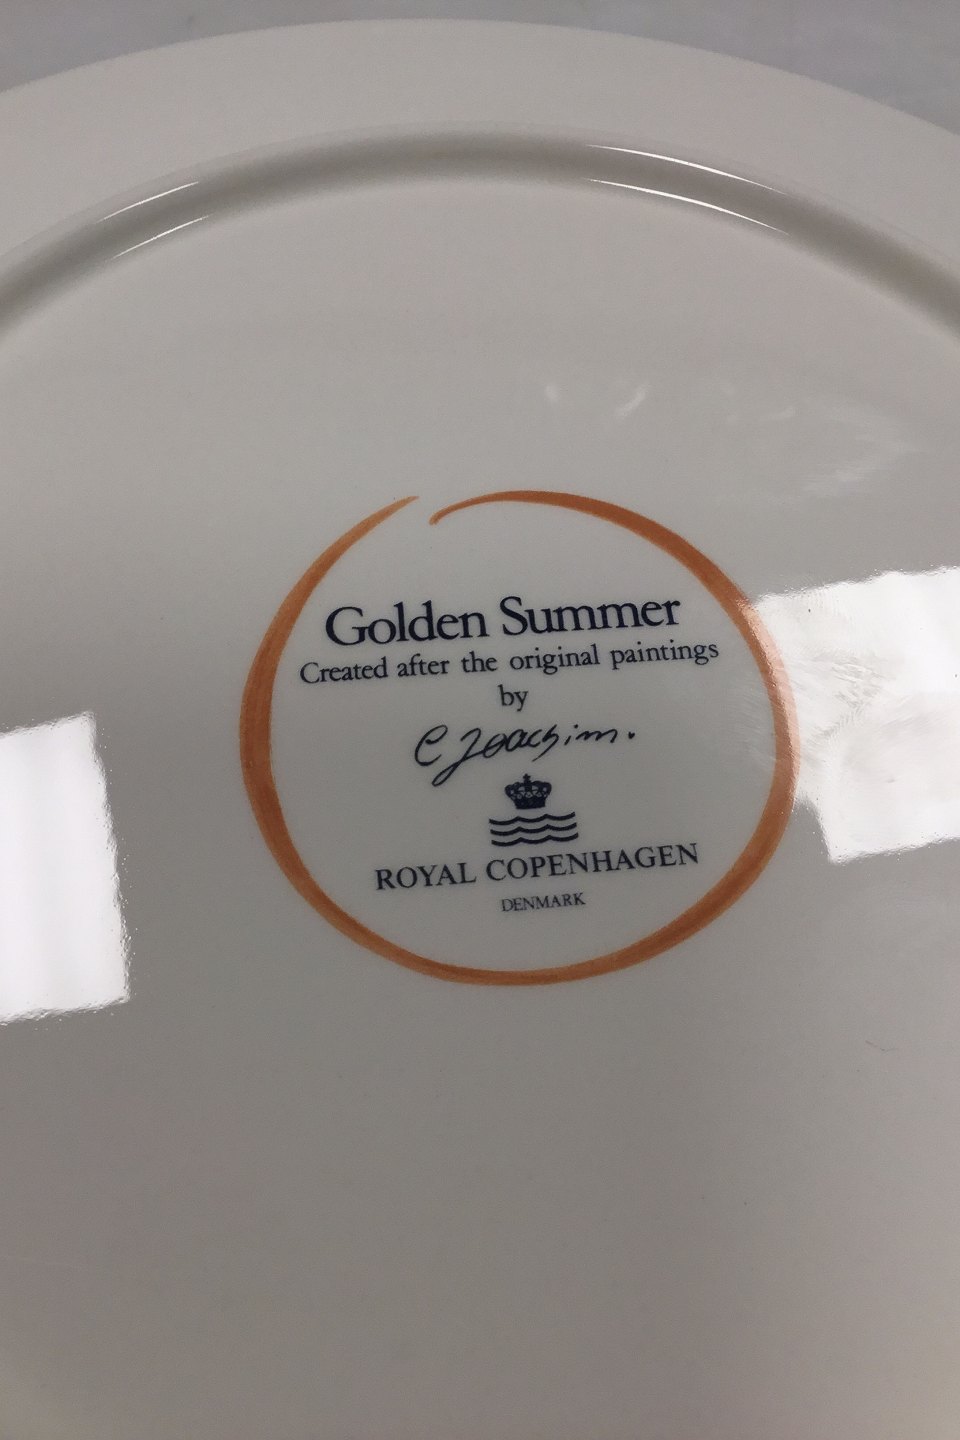 Golden Summer
Created after the original paintings
by
C Joachim.
ROYAL COPENHAGEN
DENMARK